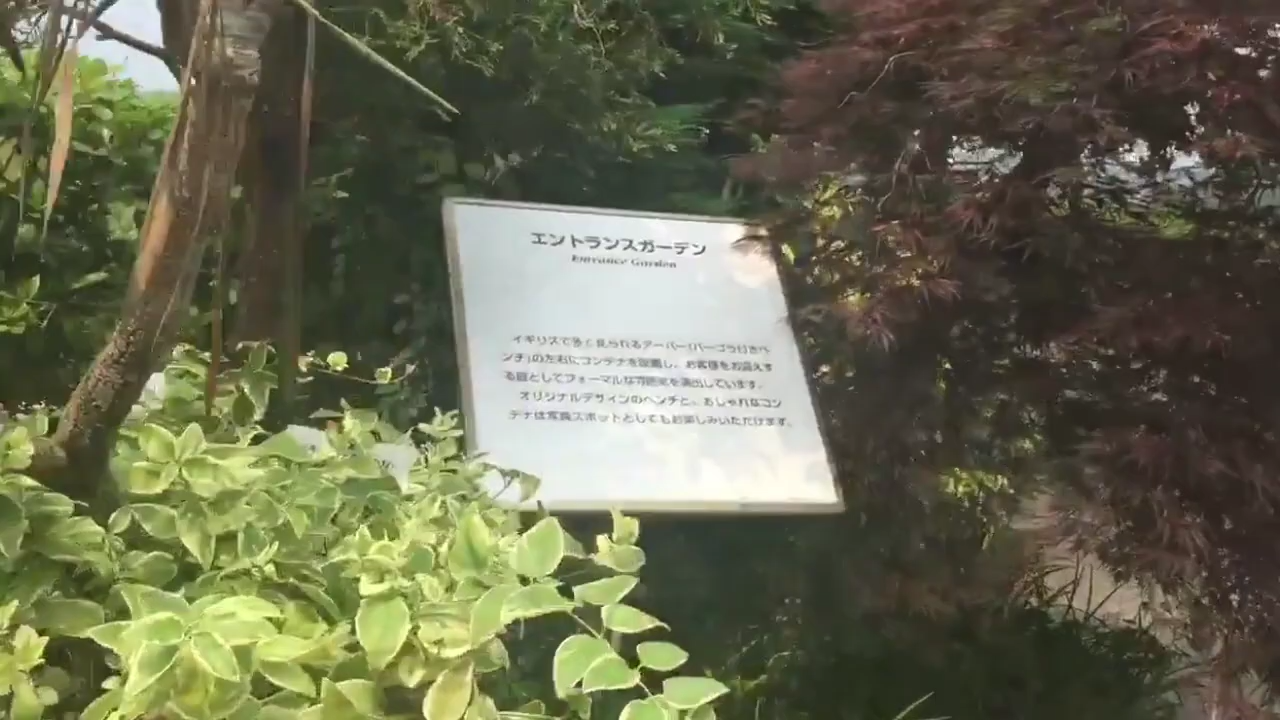 エントランスガーデン
Entrance Garden
イギリスで多く見られるアーバー(パーゴラ付きベ
ンチ)の左右にコンテナを設置し、お客様をお迎えす
る庭としてフォーマルな雰囲気を演出しています。
オリジナルデザインのベンチと、おしゃれなコン
テナは写真スポットとしてもお楽しみいただけます。